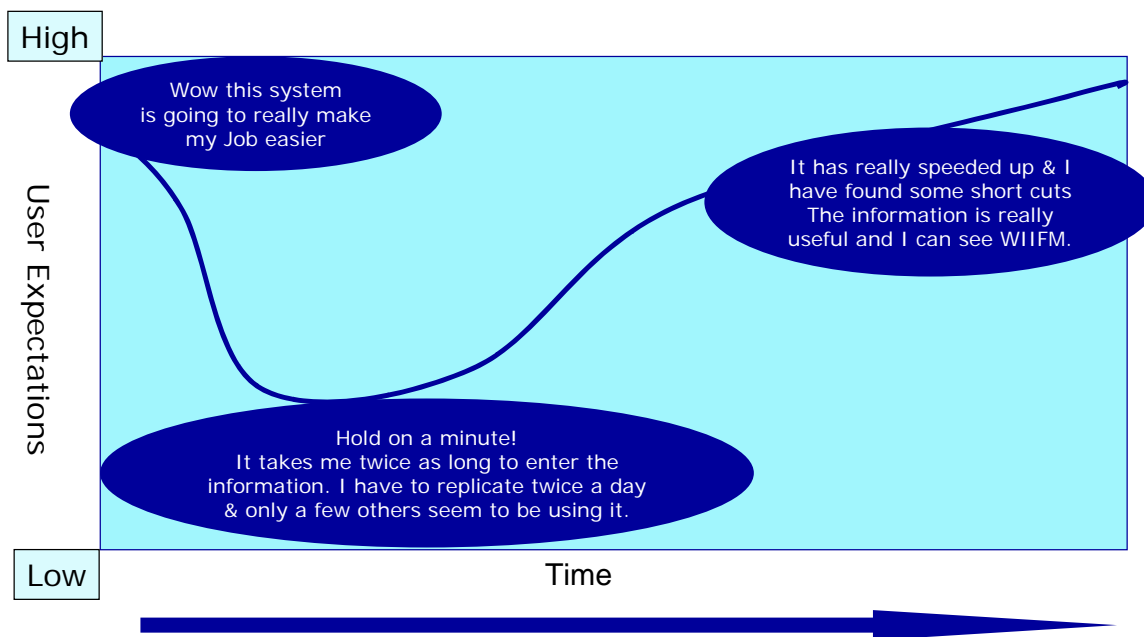 High
Wow this system
is going to really make
my Job easier
It has really speeded up & I
have found some short cuts
The information is really
useful and I can see WIIFM.
User Expectations
Hold on a minute!
It takes me twice as long to enter the
information. I have to replicate twice a day
& only a few others seem to be using it.
Low
Time